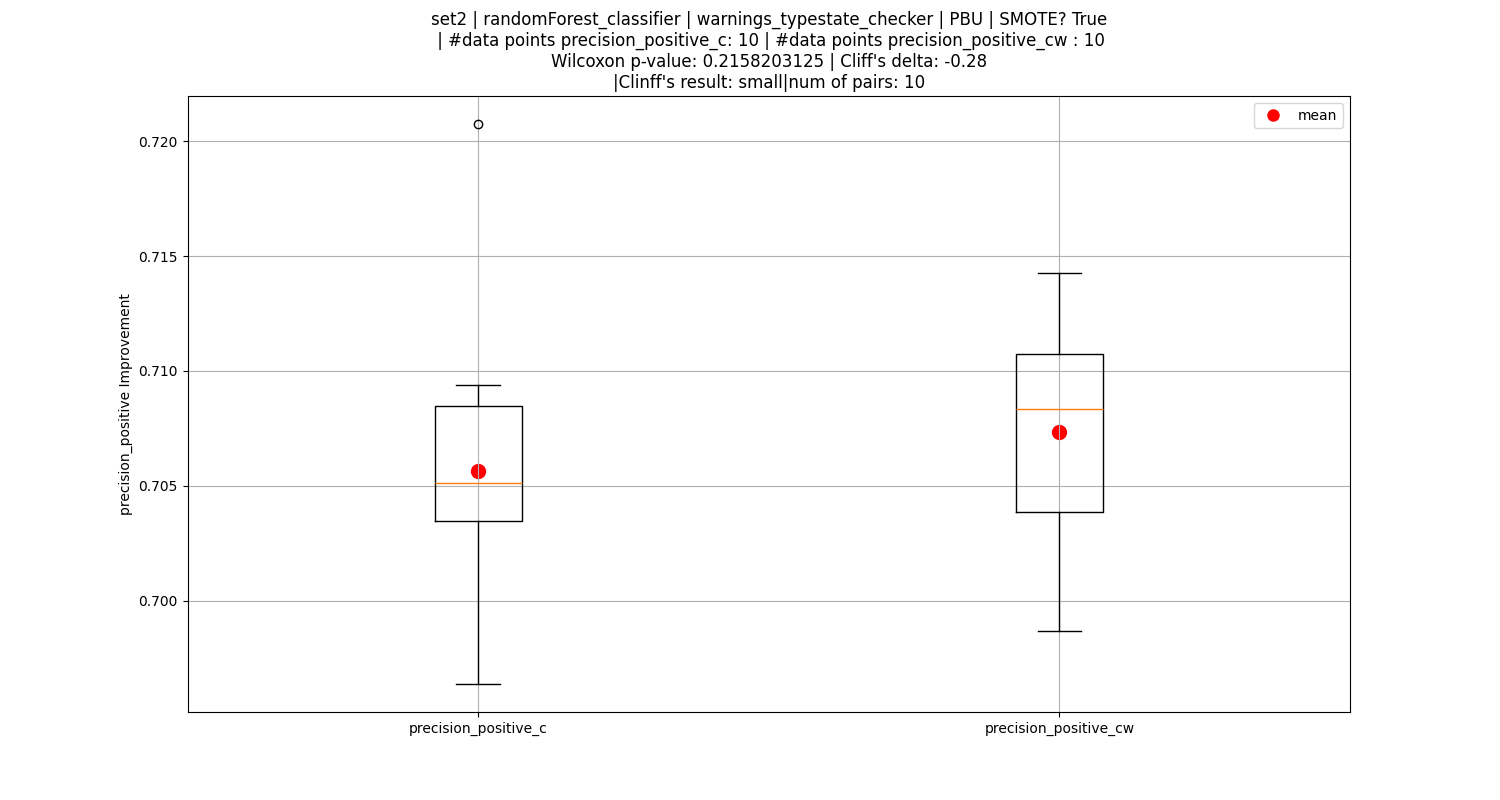 set2 | randomForest_classifier | warnings_typestate_checker | PBU | SMOTE? True
| #data points precision_positive_c: 10 | #data points precision_positive_cw : 10
Wilcoxon p-value: 0.2158203125 | Cliff's delta: -0.28
|Clinff's result: small|num of pairs: 10
mean
0.720
0.715
0.710
0.705
0.700
precision_positive Improvement
precision_positive_c
precision_positive_cw